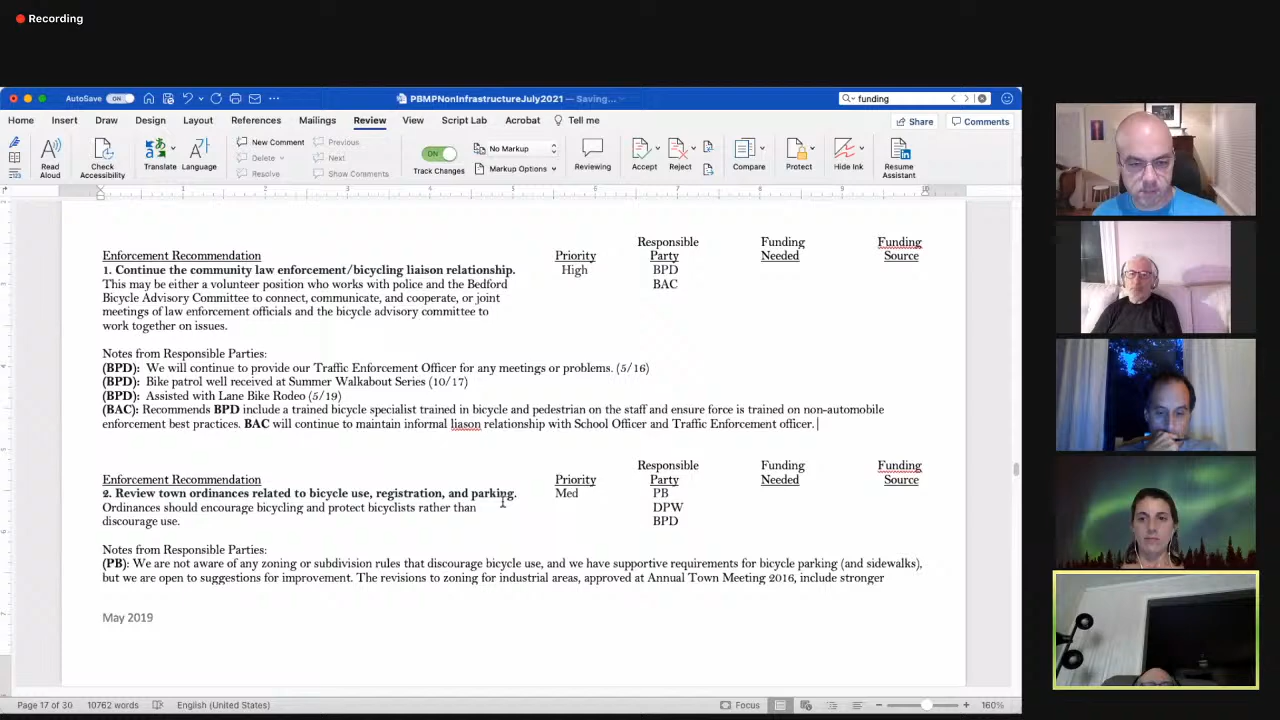 Recording
AutoSave ON PBMPNonInfrastructureJuly2021 — Saving... funding
Home Insert Draw Design Layout References Mailings Review View Script Lab Acrobat Tell me Share Comments
Read Aloud
Check Accessibility
Translate
Language
New Comment
Delete
Resolve
Previous
Next
Show Comments
ON
Track Changes
No Markup
Markup Options
Reviewing
Accept
Reject
Compare
Protect
Hide Ink
Resume Assistant
Responsible Funding Funding
Enforcement Recommendation Priority Party Needed Source
1. Continue the community law enforcement/bicycling liaison relationship. High BPD
This may be either a volunteer position who works with police and the Bedford BAC
Bicycle Advisory Committee to connect, communicate, and cooperate, or joint
meetings of law enforcement officials and the bicycle advisory committee to
work together on issues.
Notes from Responsible Parties:
(BPD): We will continue to provide our Traffic Enforcement Officer for any meetings or problems. (5/16)
(BPD): Bike patrol well received at Summer Walkabout Series (10/17)
(BPD): Assisted with Lane Bike Rodeo (5/19)
(BAC): Recommends BPD include a trained bicycle specialist trained in bicycle and pedestrian on the staff and ensure force is trained on non-automobile
enforcement best practices. BAC will continue to maintain informal liason relationship with School Officer and Traffic Enforcement officer.
Responsible Funding Funding
Enforcement Recommendation Priority Party Needed Source
2. Review town ordinances related to bicycle use, registration, and parking. Med PB
Ordinances should encourage bicycling and protect bicyclists rather than DPW
discourage use. BPD
Notes from Responsible Parties:
(PB): We are not aware of any zoning or subdivision rules that discourage bicycle use, and we have supportive requirements for bicycle parking (and sidewalks),
but we are open to suggestions for improvement. The revisions to zoning for industrial areas, approved at Annual Town Meeting 2016, include stronger
May 2019
Page 17 of 30 10762 words English (United States) Focus 160%